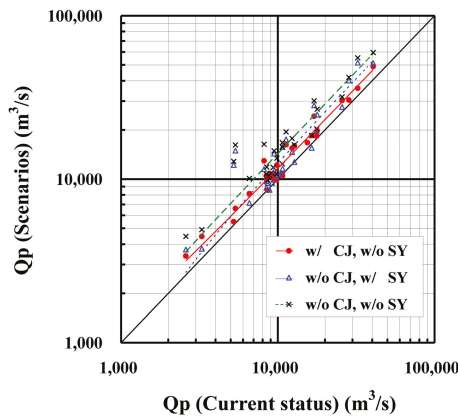 100,000
10,000
1,000
Qp (Scenarios) (m³/s)
w/ CJ, w/o SY
w/o CJ, w/ SY
w/o CJ, w/o SY
1,000
10,000
100,000
Qp (Current status) (m³/s)